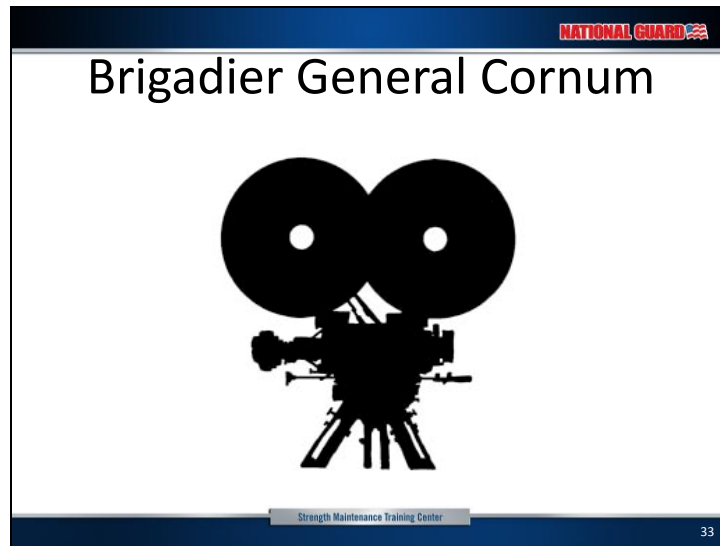 NATIONAL GUARD
Brigadier General Cornum
Strength Maintenance Training Center
33